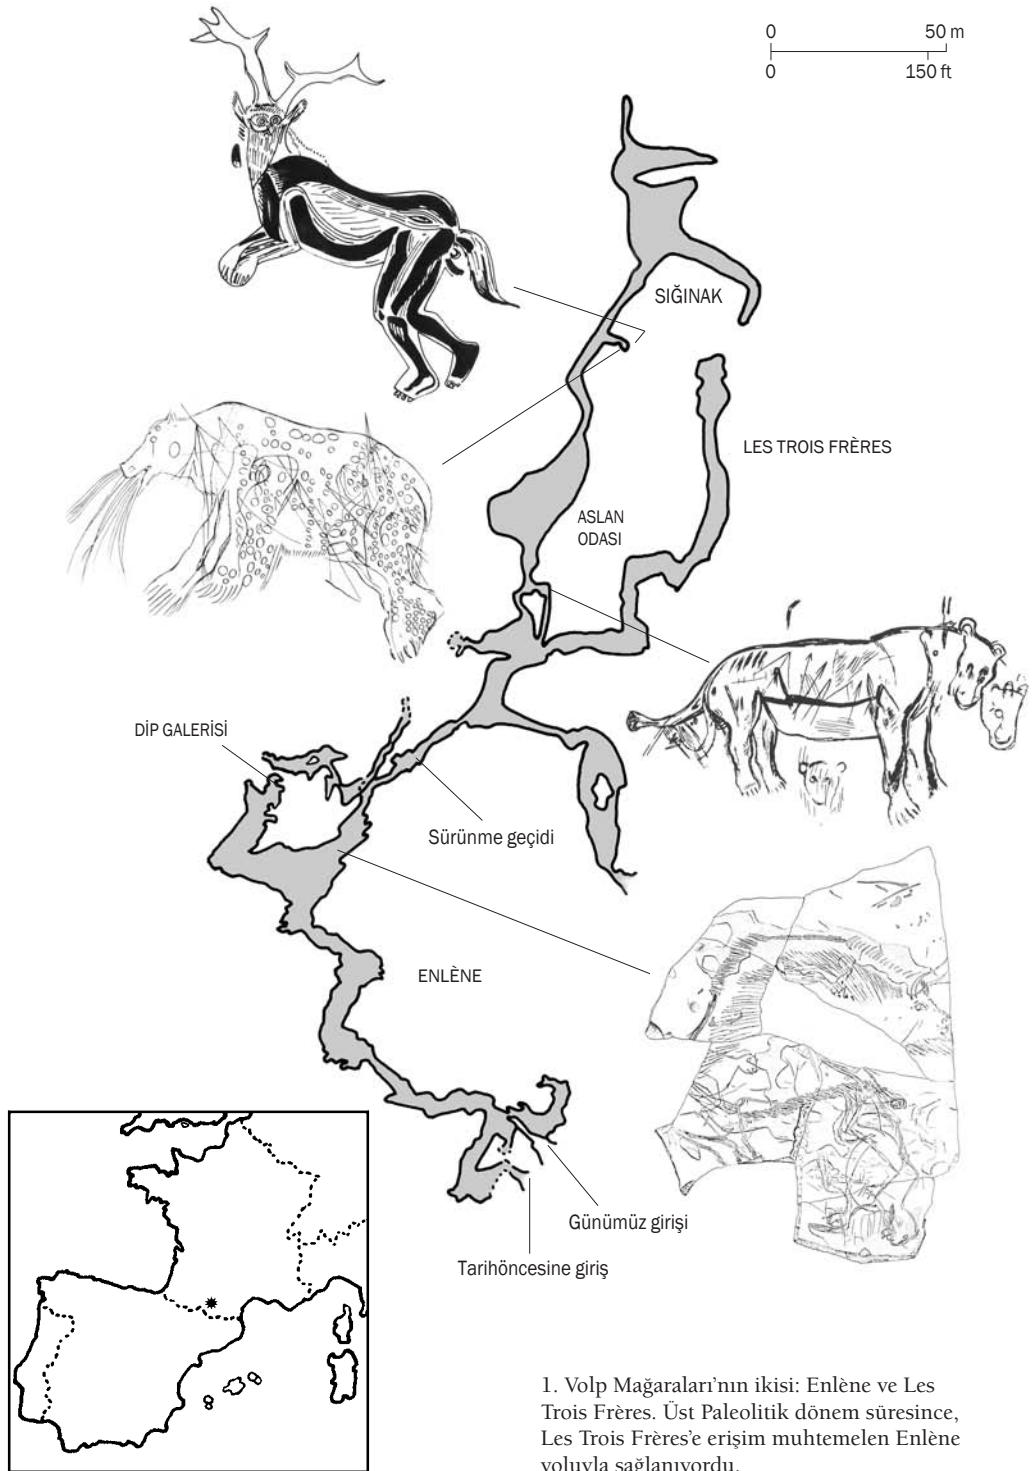 0 50 m
0 150 ft
SIĞINAK
LES TROIS FRÈRES
ASLAN
ODASI
DİP GALERİSİ
Sürünme geçidi
ENLÈNE
Günümüz girişi
Tarihöncesine giriş
1. Volp Mağaraları'nın ikisi: Enlène ve Les
Trois Frères. Üst Paleolitik dönem süresince,
Les Trois Frères'e erişim muhtemelen Enlène
yoluyla sağlanıyordu.